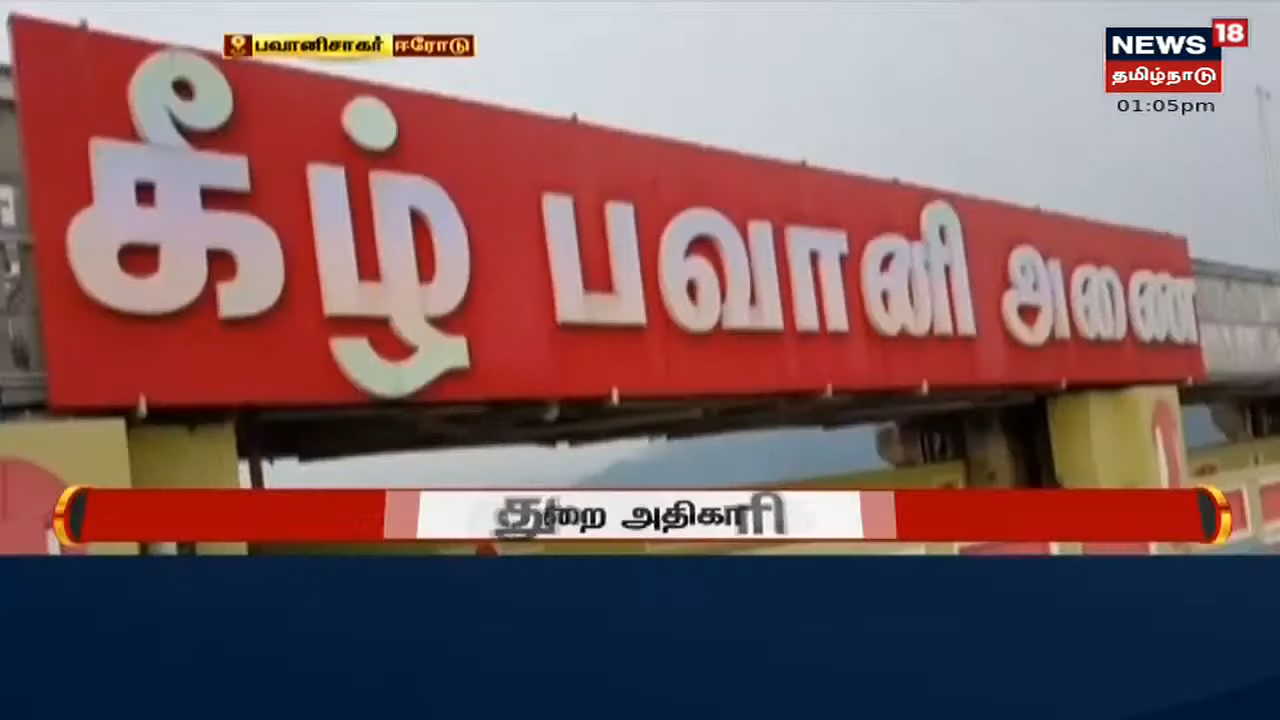 பவானிசாகர் ஈரோடு
NEWS 18
தமிழ்நாடு
01:05pm
கீழ் பவானி அணை
அதிகாரி